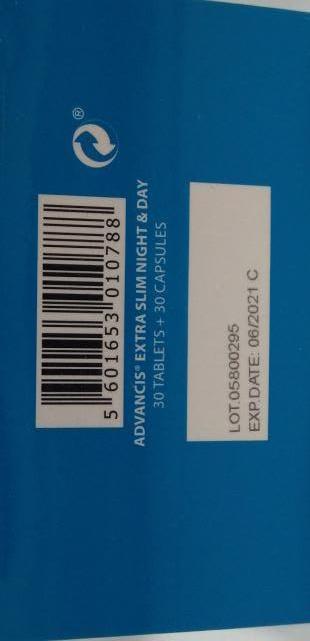 ®
5 601653 010788
ADVANCIS® EXTRA SLIM NIGHT & DAY
30 TABLETS + 30 CAPSULES
LOT.05800295
EXP.DATE: 06/2021 C